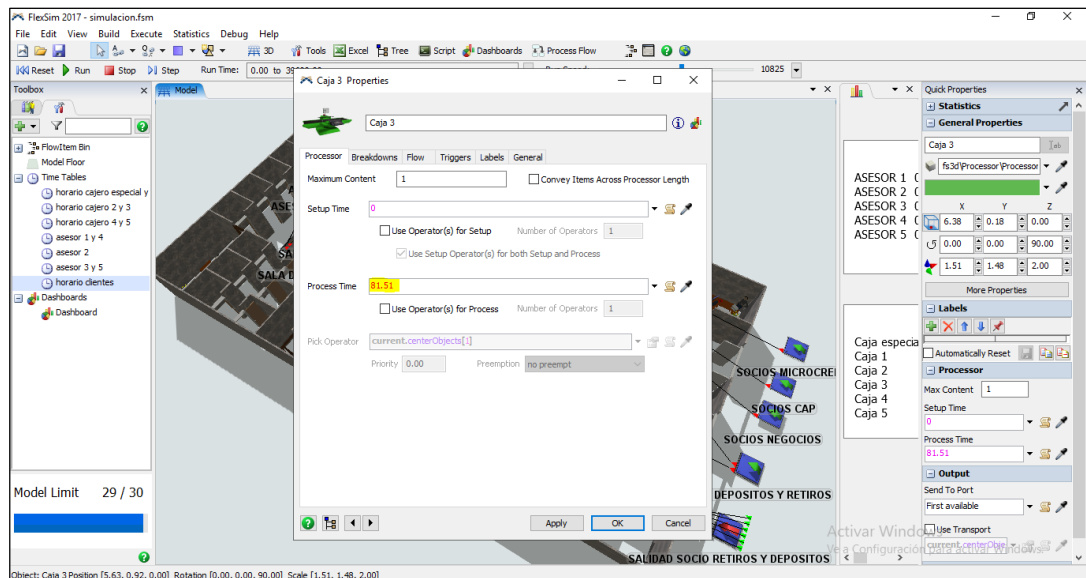 FlexSim 2017 - simulacion.fsm
File Edit View Build Execute Statistics Debug Help
3D Tools Excel Tree Script Dashboards Process Flow
Reset Run Stop Step Run Time: 0.00 to 10825
Toolbox
Model
FlowItem Bin
Model Floor
Time Tables
horario cajero especial y
horario cajero 2 y 3
horario cajero 4 y 5
asesor 1 y 4
asesor 2
asesor 3 y 5
horario clientes
Dashboards
Dashboard
Model Limit 29 / 30
Caja 3 Properties
Caja 3
Processor Breakdowns Flow Triggers Labels General
Maximum Content 1 Convey Items Across Processor Length
Setup Time 0
Use Operator(s) for Setup Number of Operators 1
Use Setup Operator(s) for both Setup and Process
Process Time 81.51
Use Operator(s) for Process Number of Operators 1
Pick Operator current.centerObjects[1]
Priority 0.00 Preemption no preempt
Apply OK Cancel
SOCIOS MICROCRE
SOCIOS CAP
SOCIOS NEGOCIOS
DEPOSITOS Y RETIROS
SALIDAD SOCIO RETIROS Y DEPOSITOS
ASESOR 1
ASESOR 2
ASESOR 3
ASESOR 4
ASESOR 5
Caja especia
Caja 1
Caja 2
Caja 3
Caja 4
Caja 5
Quick Properties
Statistics
General Properties
Caja 3
fs3d\Processor\Processor
X Y Z
6.38 0.18 0.00
0.00 0.00 90.00
1.51 1.48 2.00
More Properties
Labels
Automatically Reset
Processor
Max Content 1
Setup Time
0
Process Time
81.51
Output
Send To Port
First available
Use Transport
current.centerObje
Activar Windows
Ve a Configuración para activar Windows.
Object: Caja 3 Position [5.63, 0.92, 0.00] Rotation [0.00, 0.00, 90.00] Scale [1.51, 1.48, 2.00]